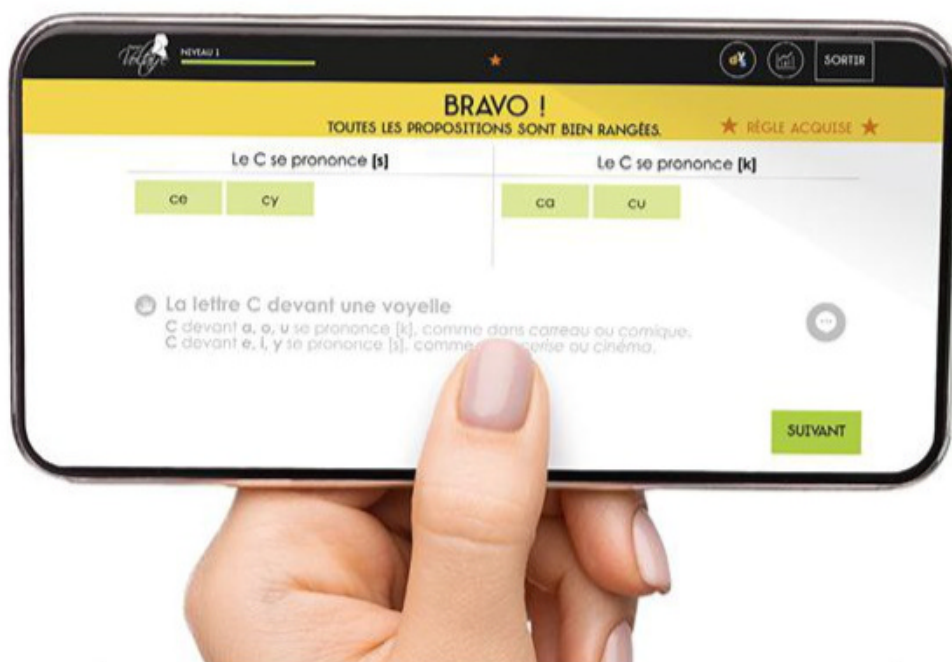 Voltaire
NIVEAU 1
SORTIR
BRAVO !
TOUTES LES PROPOSITIONS SONT BIEN RANGÉES.
★ RÈGLE ACQUISE ★
Le C se prononce [s]
Le C se prononce [k]
ce cy
ca cu
La lettre C devant une voyelle
C devant a, o, u se prononce [k], comme dans carreau ou comique.
C devant e, i, y se prononce [s], comme cerise ou cinéma.
SUIVANT